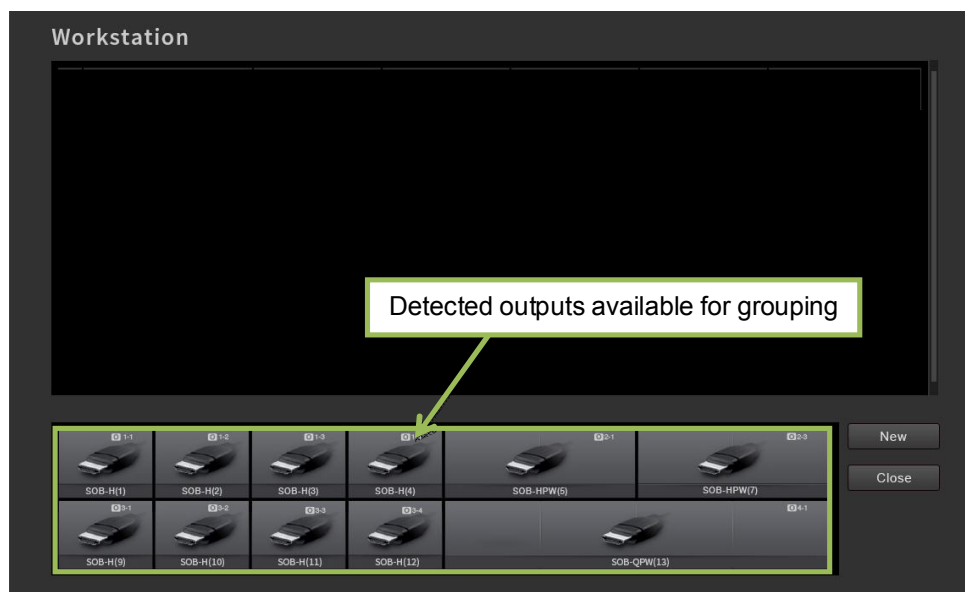 Workstation
Detected outputs available for grouping
1-1 1-2 1-3 2-1 2-3
SOB-H(1) SOB-H(2) SOB-H(3) SOB-H(4) SOB-HPW(5) SOB-HPW(7)
New
Close
3-1 3-2 3-3 3-4 4-1
SOB-H(9) SOB-H(10) SOB-H(11) SOB-H(12) SOB-QPW(13)